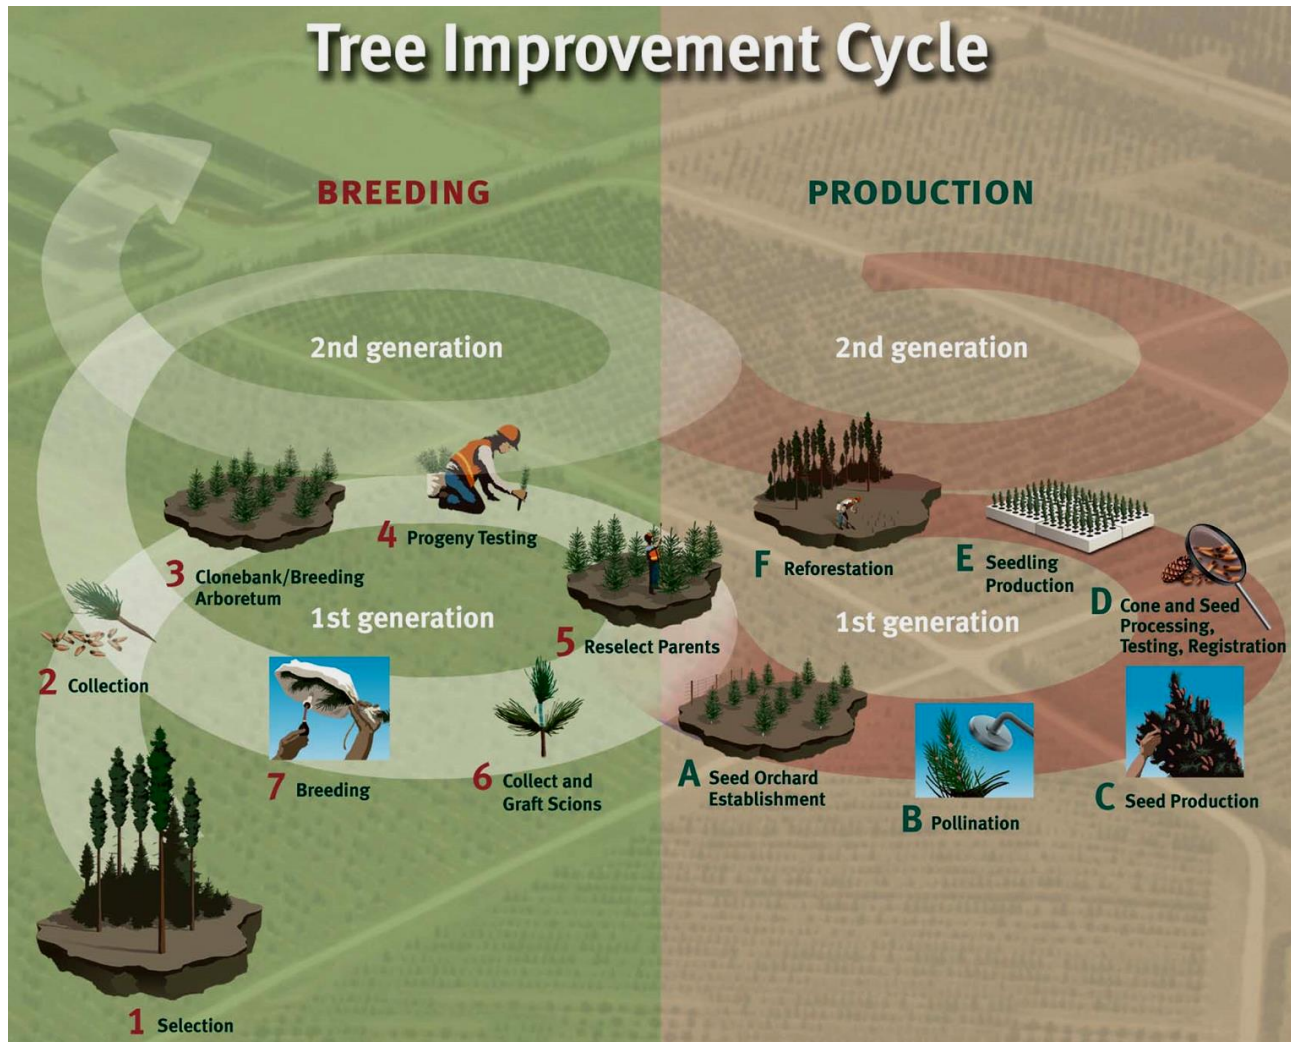 Tree Improvement Cycle
BREEDING
PRODUCTION
2nd generation
2nd generation
1st generation
1st generation
1 Selection
2 Collection
3 Clonebank/Breeding
Arboretum
4 Progeny Testing
5 Reselect Parents
6 Collect and
Graft Scions
7 Breeding
A Seed Orchard
Establishment
B Pollination
C Seed Production
D Cone and Seed
Processing,
Testing, Registration
E Seedling
Production
F Reforestation